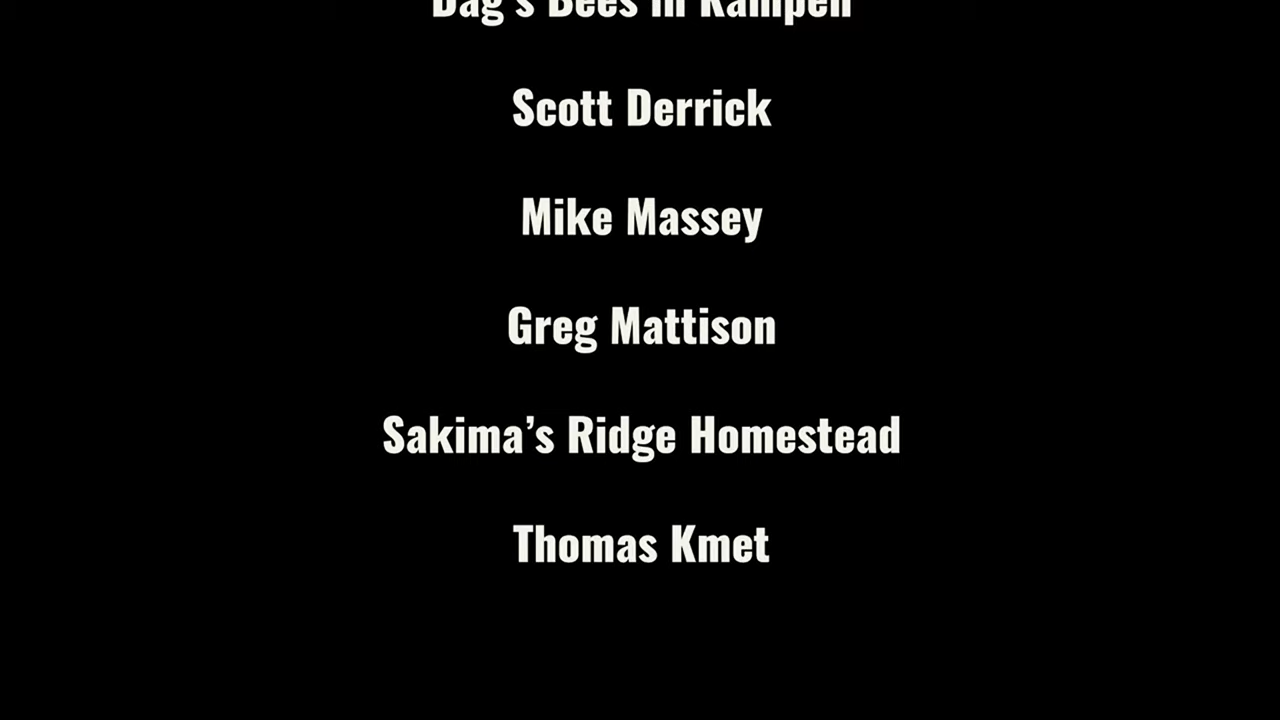 Dag's Bees in Kampen
Scott Derrick
Mike Massey
Greg Mattison
Sakima’s Ridge Homestead
Thomas Kmet